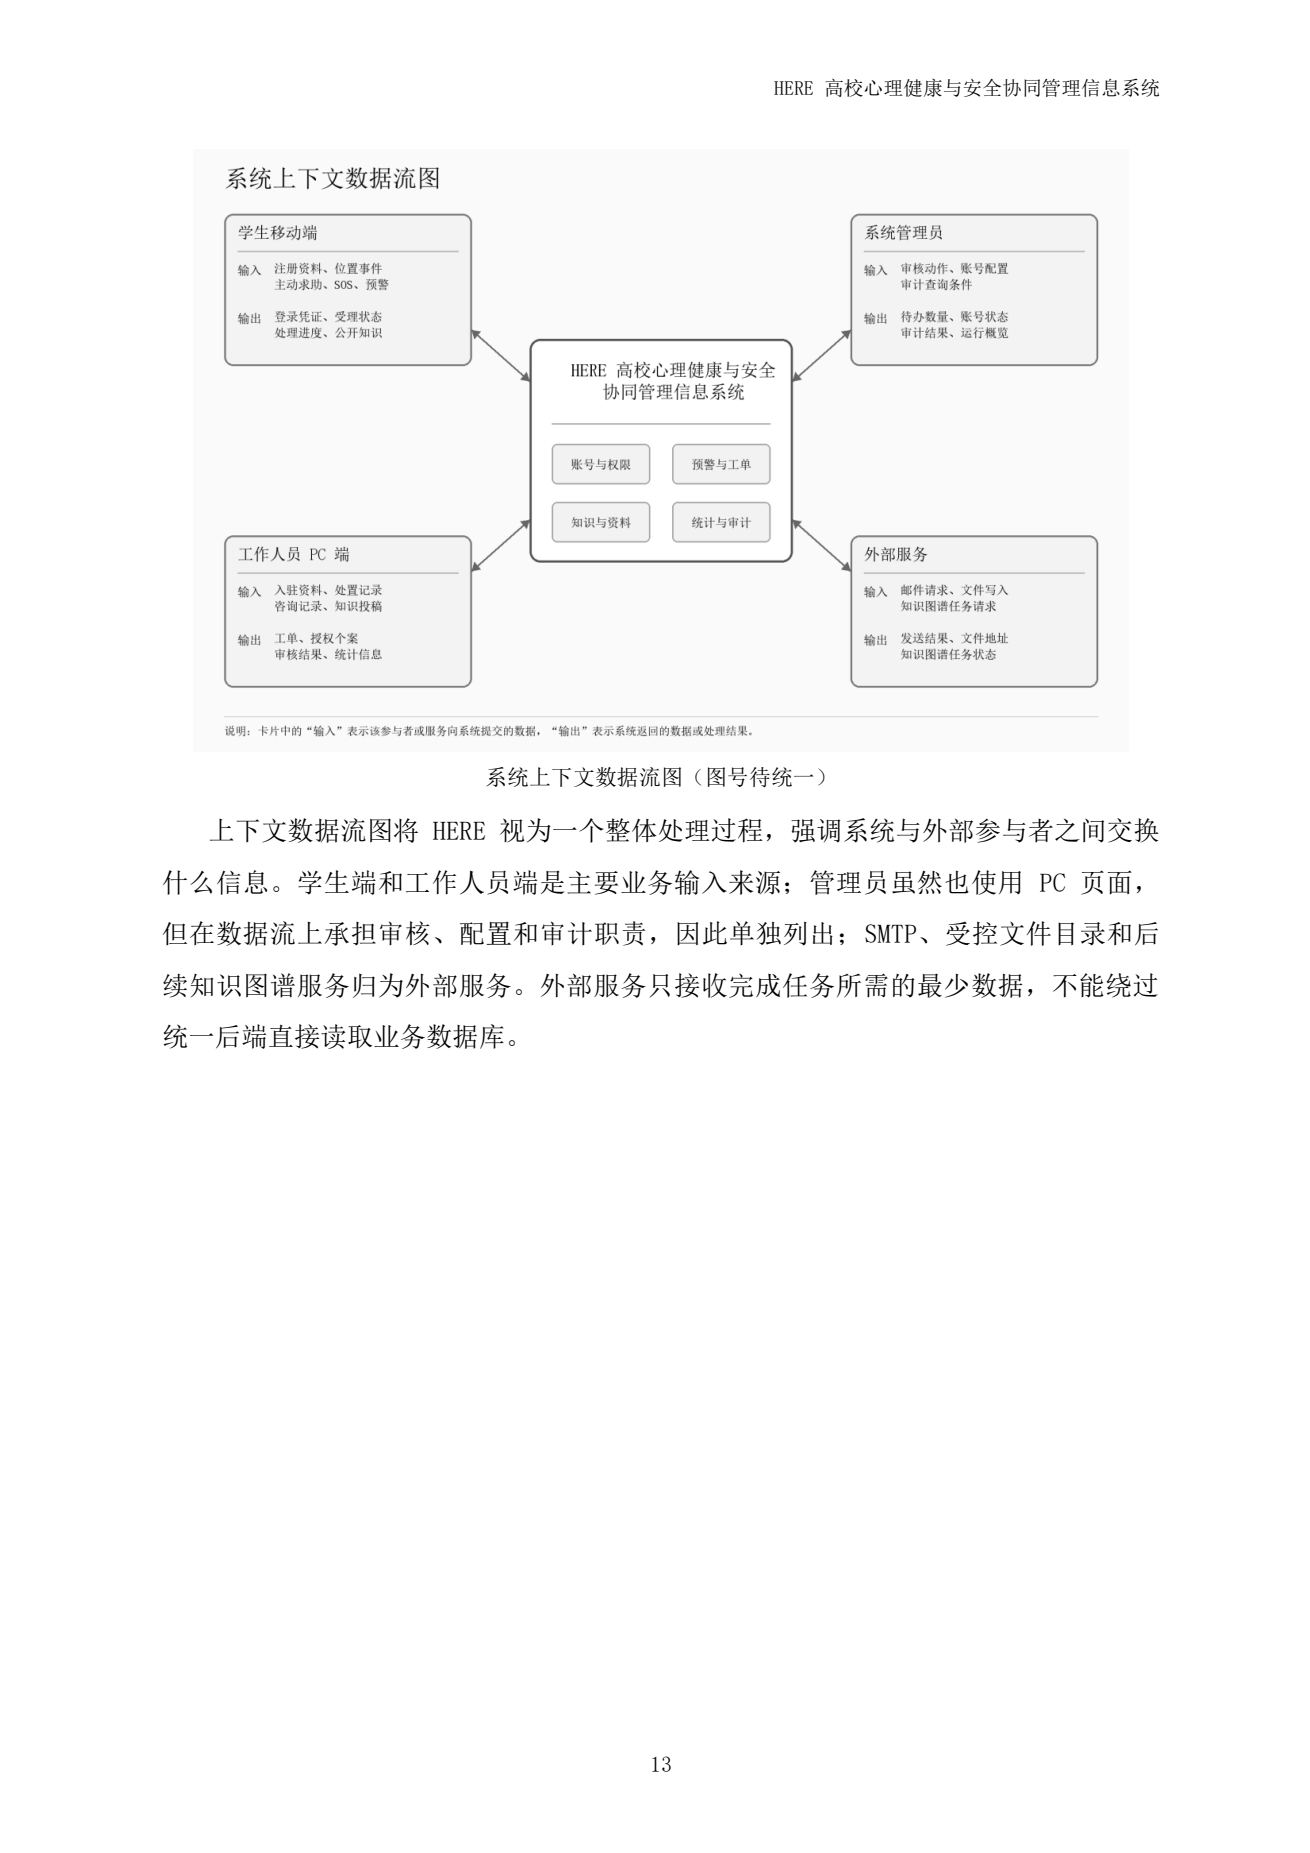 HERE 高校心理健康与安全协同管理信息系统
系统上下文数据流图
学生移动端
输入 注册资料、位置事件
主动求助、SOS、预警
输出 登录凭证、受理状态
处理进度、公开知识
系统管理员
输入 审核动作、账号配置
审计查询条件
输出 待办数量、账号状态
审计结果、运行概览
HERE 高校心理健康与安全
协同管理信息系统
账号与权限 预警与工单
知识与资料 统计与审计
工作人员 PC 端
输入 入驻资料、处置记录
咨询记录、知识投稿
输出 工单、授权个案
审核结果、统计信息
外部服务
输入 邮件请求、文件写入
知识图谱任务请求
输出 发送结果、文件地址
知识图谱任务状态
说明：卡片中的“输入”表示该参与者或服务向系统提交的数据，“输出”表示系统返回的数据或处理结果。
系统上下文数据流图（图号待统一）
上下文数据流图将 HERE 视为一个整体处理过程，强调系统与外部参与者之间交换
什么信息。学生端和工作人员端是主要业务输入来源；管理员虽然也使用 PC 页面，
但在数据流上承担审核、配置和审计职责，因此单独列出；SMTP、受控文件目录和后
续知识图谱服务归为外部服务。外部服务只接收完成任务所需的最少数据，不能绕过
统一后端直接读取业务数据库。
13